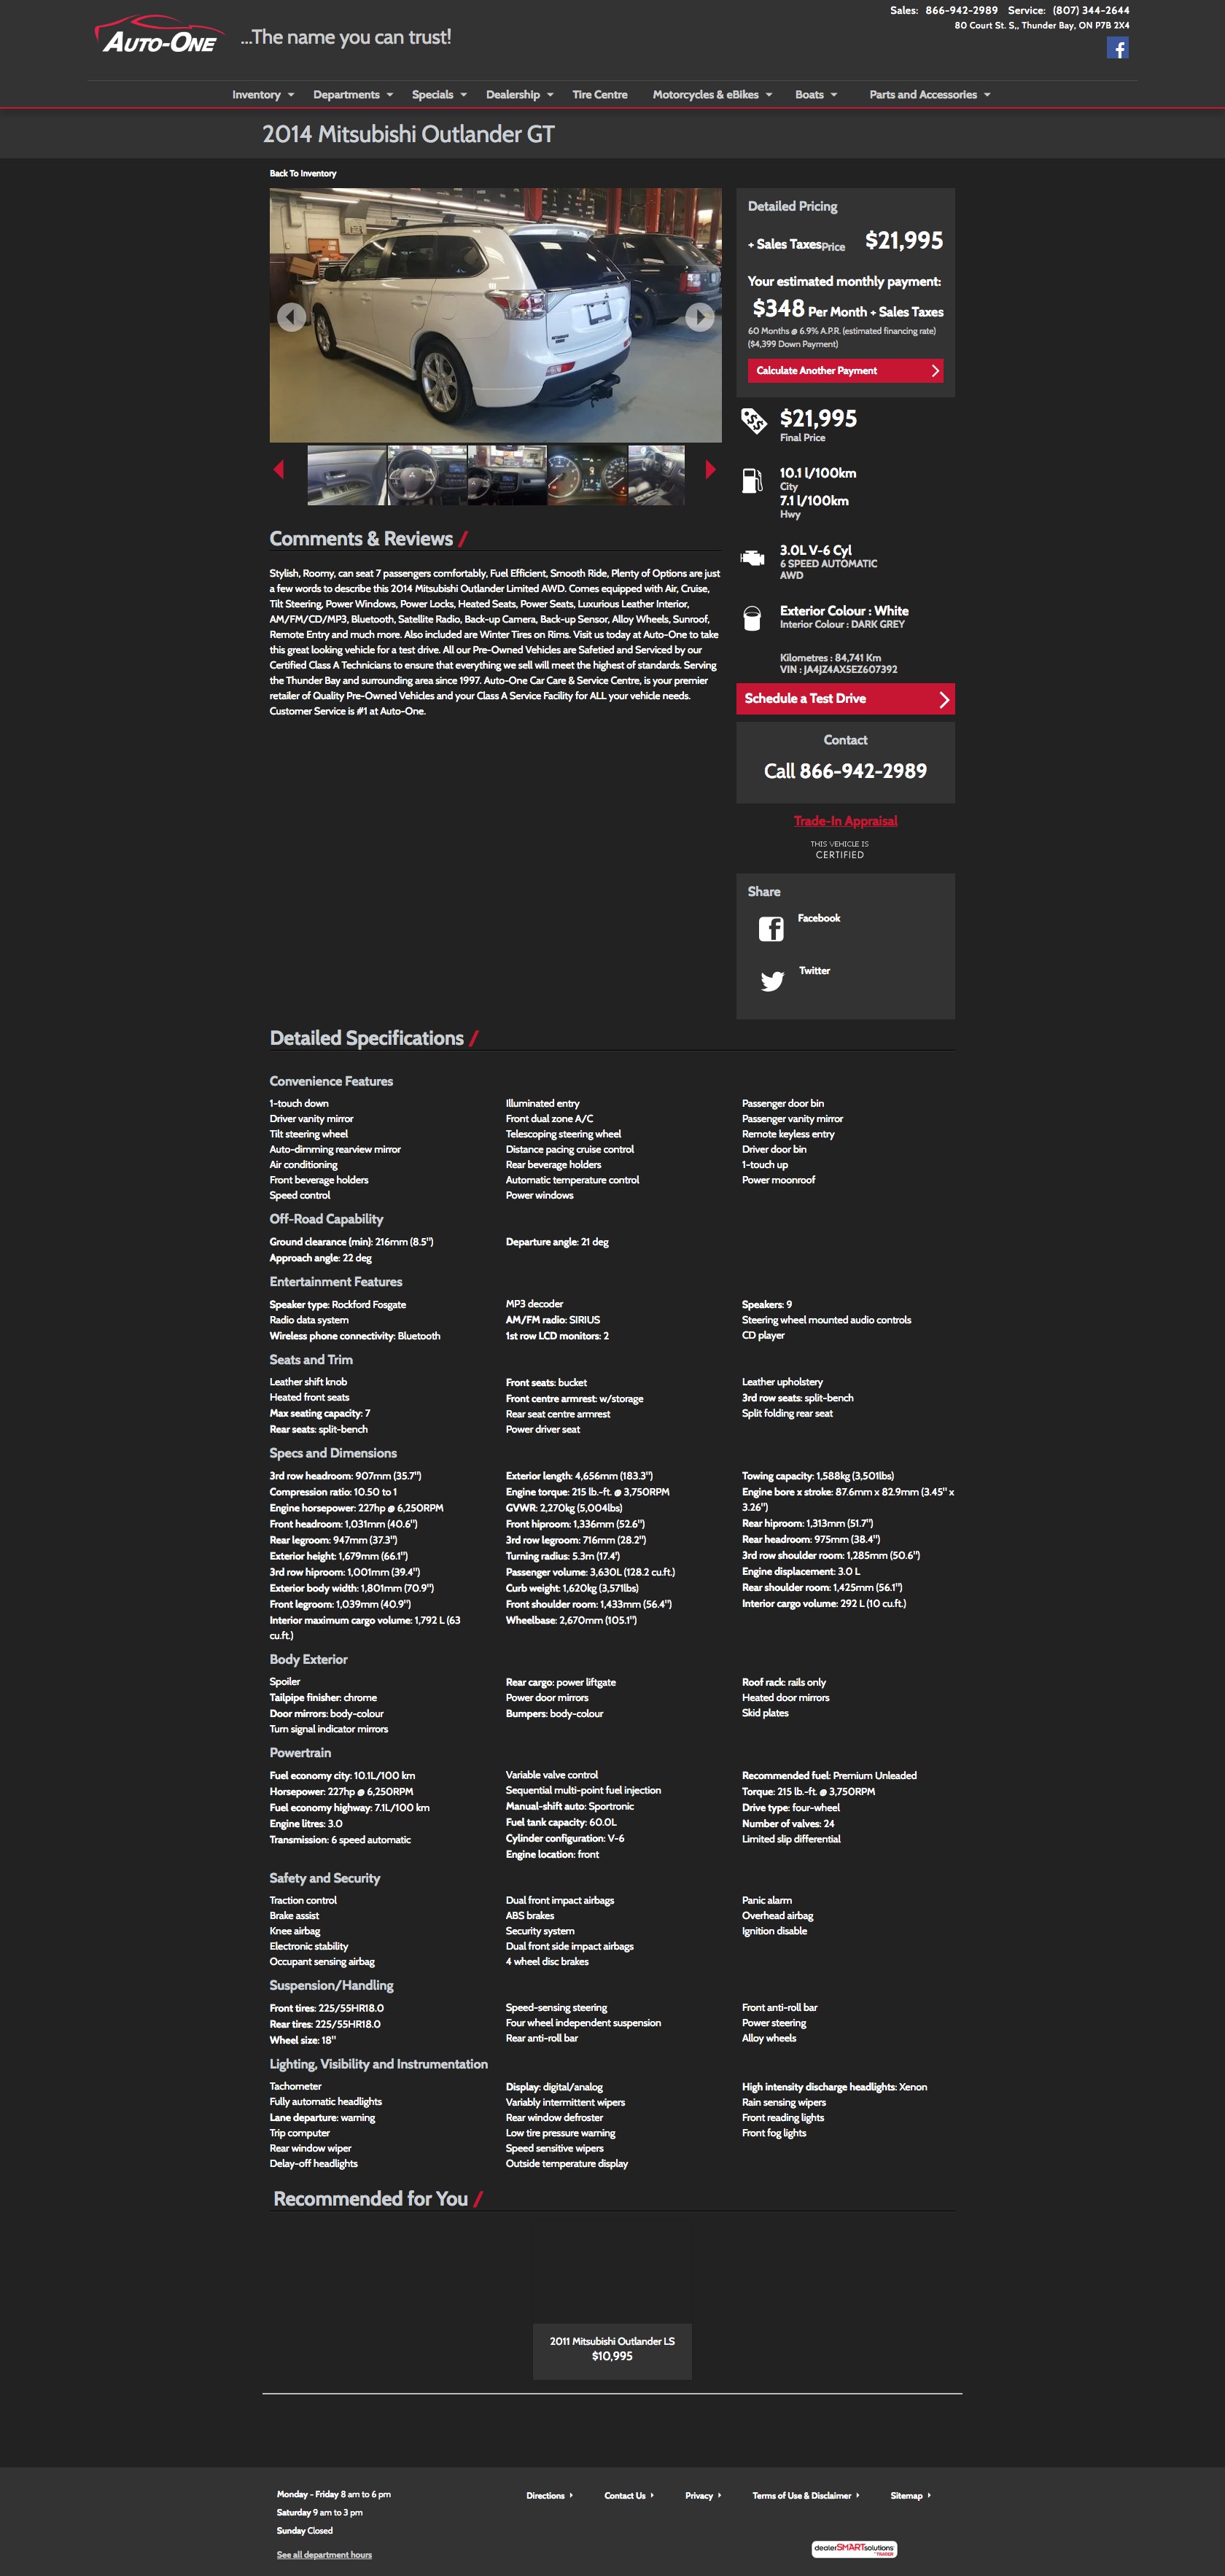 AUTO-ONE ...The name you can trust!
Sales: 866-942-2989 Service: (807) 344-2644
80 Court St. S,, Thunder Bay, ON P7B 2X4
Inventory Departments Specials Dealership Tire Centre Motorcycles & eBikes Boats Parts and Accessories
2014 Mitsubishi Outlander GT
Back To Inventory
Detailed Pricing
+ Sales TaxesPrice $21,995
Your estimated monthly payment:
$348 Per Month + Sales Taxes
60 Months @ 6.9% A.P.R. (estimated financing rate)
($4,399 Down Payment)
Calculate Another Payment
$21,995
Final Price
10.1 l/100km
City
7.1 l/100km
Hwy
3.0L V-6 Cyl
6 SPEED AUTOMATIC
AWD
Exterior Colour : White
Interior Colour : DARK GREY
Kilometres : 84,741 Km
VIN : JA4JZ4AX5EZ607392
Schedule a Test Drive
Contact
Call 866-942-2989
Trade-In Appraisal
THIS VEHICLE IS
CERTIFIED
Share
Facebook
Twitter
Comments & Reviews /
Stylish, Roomy, can seat 7 passengers comfortably, Fuel Efficient, Smooth Ride, Plenty of Options are just
a few words to describe this 2014 Mitsubishi Outlander Limited AWD. Comes equipped with Air, Cruise,
Tilt Steering, Power Windows, Power Locks, Heated Seats, Power Seats, Luxurious Leather Interior,
AM/FM/CD/MP3, Bluetooth, Satellite Radio, Back-up Camera, Back-up Sensor, Alloy Wheels, Sunroof,
Remote Entry and much more. Also included are Winter Tires on Rims. Visit us today at Auto-One to take
this great looking vehicle for a test drive. All our Pre-Owned Vehicles are Safetied and Serviced by our
Certified Class A Technicians to ensure that everything we sell will meet the highest of standards. Serving
the Thunder Bay and surrounding area since 1997. Auto-One Car Care & Service Centre, is your premier
retailer of Quality Pre-Owned Vehicles and your Class A Service Facility for ALL your vehicle needs.
Customer Service is #1 at Auto-One.
Detailed Specifications /
Convenience Features
1-touch down Illuminated entry Passenger door bin
Driver vanity mirror Front dual zone A/C Passenger vanity mirror
Tilt steering wheel Telescoping steering wheel Remote keyless entry
Auto-dimming rearview mirror Distance pacing cruise control Driver door bin
Air conditioning Rear beverage holders 1-touch up
Front beverage holders Automatic temperature control Power moonroof
Speed control Power windows
Off-Road Capability
Ground clearance (min): 216mm (8.5") Departure angle: 21 deg
Approach angle: 22 deg
Entertainment Features
Speaker type: Rockford Fosgate MP3 decoder Speakers: 9
Radio data system AM/FM radio: SIRIUS Steering wheel mounted audio controls
Wireless phone connectivity: Bluetooth 1st row LCD monitors: 2 CD player
Seats and Trim
Leather shift knob Front seats: bucket Leather upholstery
Heated front seats Front centre armrest: w/storage 3rd row seats: split-bench
Max seating capacity: 7 Rear seat centre armrest Split folding rear seat
Rear seats: split-bench Power driver seat
Specs and Dimensions
3rd row headroom: 907mm (35.7") Exterior length: 4,656mm (183.3") Towing capacity: 1,588kg (3,501lbs)
Compression ratio: 10.50 to 1 Engine torque: 215 lb.-ft. @ 3,750RPM Engine bore x stroke: 87.6mm x 82.9mm (3.45" x
Engine horsepower: 227hp @ 6,250RPM GVWR: 2,270kg (5,004lbs) 3.26")
Front headroom: 1,031mm (40.6") Front hiproom: 1,336mm (52.6") Rear hiproom: 1,313mm (51.7")
Rear legroom: 947mm (37.3") 3rd row legroom: 716mm (28.2") Rear headroom: 975mm (38.4")
Exterior height: 1,679mm (66.1") Turning radius: 5.3m (17.4') 3rd row shoulder room: 1,285mm (50.6")
3rd row hiproom: 1,001mm (39.4") Passenger volume: 3,630L (128.2 cu.ft.) Engine displacement: 3.0 L
Exterior body width: 1,801mm (70.9") Curb weight: 1,620kg (3,571lbs) Rear shoulder room: 1,425mm (56.1")
Front legroom: 1,039mm (40.9") Front shoulder room: 1,433mm (56.4") Interior cargo volume: 292 L (10 cu.ft.)
Interior maximum cargo volume: 1,792 L (63 Wheelbase: 2,670mm (105.1")
cu.ft.)
Body Exterior
Spoiler Rear cargo: power liftgate Roof rack: rails only
Tailpipe finisher: chrome Power door mirrors Heated door mirrors
Door mirrors: body-colour Bumpers: body-colour Skid plates
Turn signal indicator mirrors
Powertrain
Fuel economy city: 10.1L/100 km Variable valve control Recommended fuel: Premium Unleaded
Horsepower: 227hp @ 6,250RPM Sequential multi-point fuel injection Torque: 215 lb.-ft. @ 3,750RPM
Fuel economy highway: 7.1L/100 km Manual-shift auto: Sportronic Drive type: four-wheel
Engine litres: 3.0 Fuel tank capacity: 60.0L Number of valves: 24
Transmission: 6 speed automatic Cylinder configuration: V-6 Limited slip differential
Engine location: front
Safety and Security
Traction control Dual front impact airbags Panic alarm
Brake assist ABS brakes Overhead airbag
Knee airbag Security system Ignition disable
Electronic stability Dual front side impact airbags
Occupant sensing airbag 4 wheel disc brakes
Suspension/Handling
Front tires: 225/55HR18.0 Speed-sensing steering Front anti-roll bar
Rear tires: 225/55HR18.0 Four wheel independent suspension Power steering
Wheel size: 18" Rear anti-roll bar Alloy wheels
Lighting, Visibility and Instrumentation
Tachometer Display: digital/analog High intensity discharge headlights: Xenon
Fully automatic headlights Variably intermittent wipers Rain sensing wipers
Lane departure: warning Rear window defroster Front reading lights
Trip computer Low tire pressure warning Front fog lights
Rear window wiper Speed sensitive wipers
Delay-off headlights Outside temperature display
Recommended for You /
2011 Mitsubishi Outlander LS
$10,995
Monday - Friday 8 am to 6 pm
Saturday 9 am to 3 pm
Sunday Closed
See all department hours
Directions Contact Us Privacy Terms of Use & Disclaimer Sitemap
dealerSMARTsolutions
TRADER